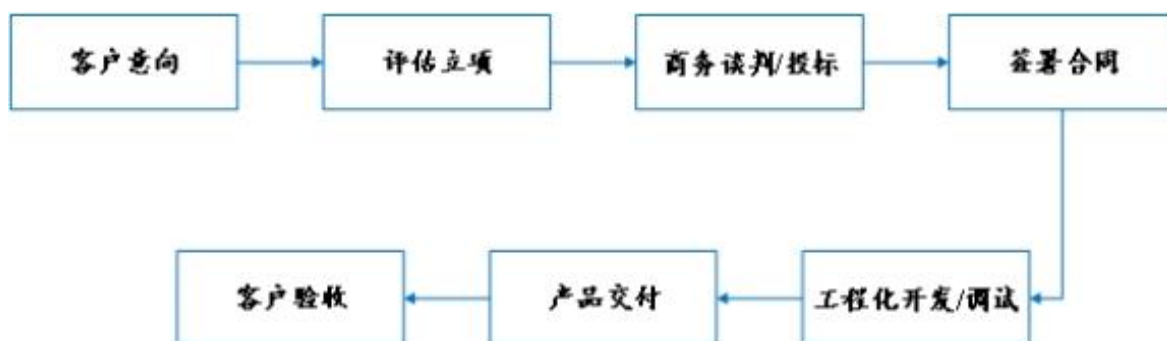 客户意向
评估立项
商务谈判/投标
签署合同
工程化开发/调试
产品交付
客户验收